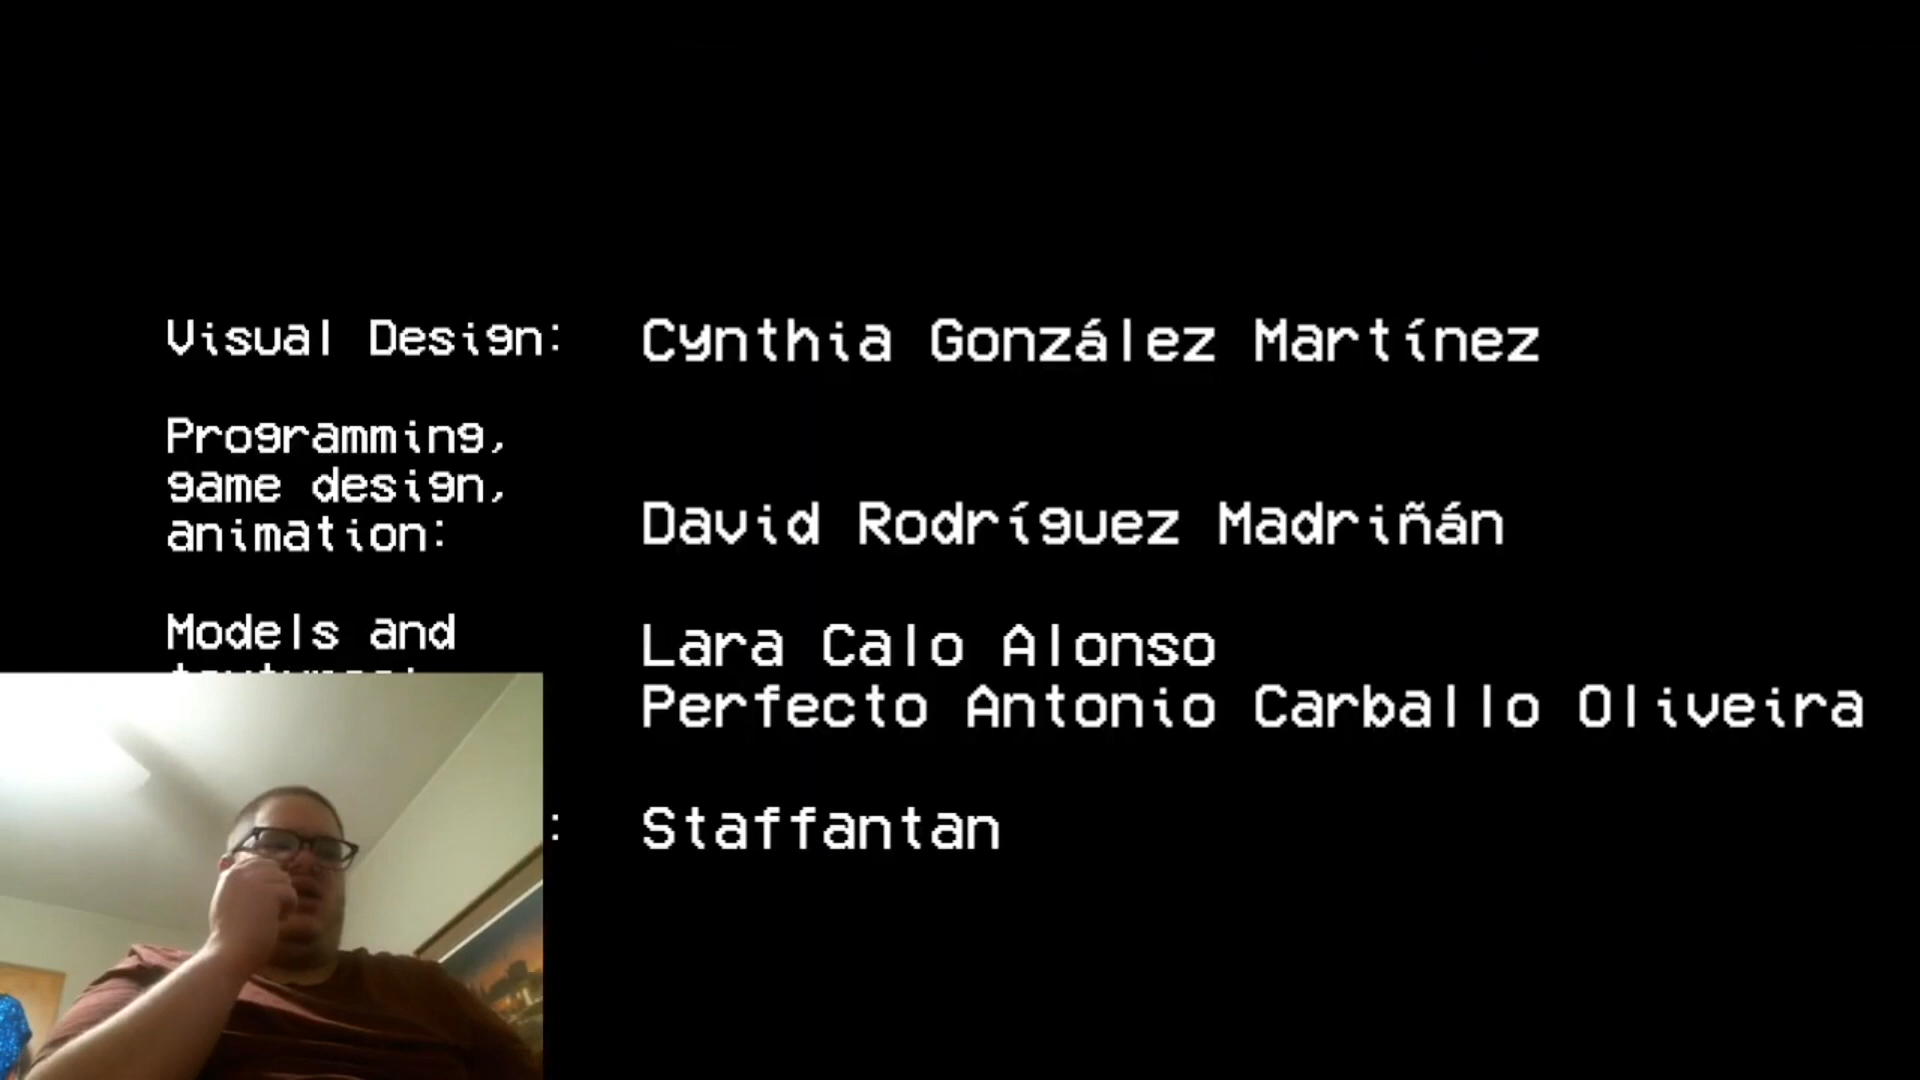 Visual Design: Cynthia González Martínez
Programming,
game design,
animation: David Rodríguez Madriñán
Models and
Lara Calo Alonso
Perfecto Antonio Carballo Oliveira
: Staffantan